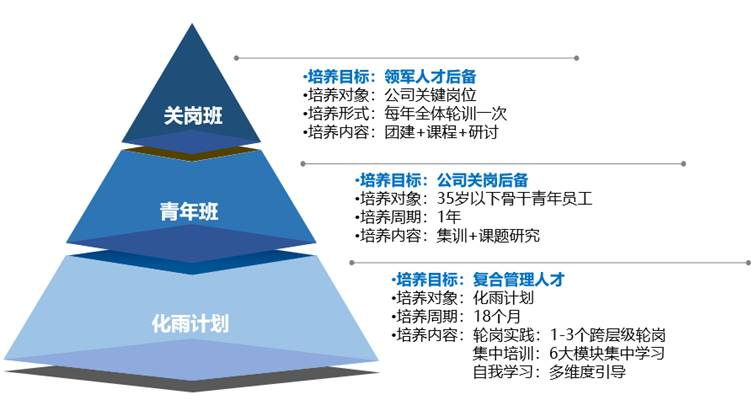 关岗班
•培养目标：领军人才后备
•培养对象：公司关键岗位
•培养形式：每年全体轮训一次
•培养内容：团建+课程+研讨
青年班
•培养目标：公司关岗后备
•培养对象：35岁以下骨干青年员工
•培养周期：1年
•培养内容：集训+课题研究
化雨计划
•培养目标：复合管理人才
•培养对象：化雨计划
•培养周期：18个月
•培养内容：轮岗实践：1-3个跨层级轮岗
集中培训：6大模块集中学习
自我学习：多维度引导